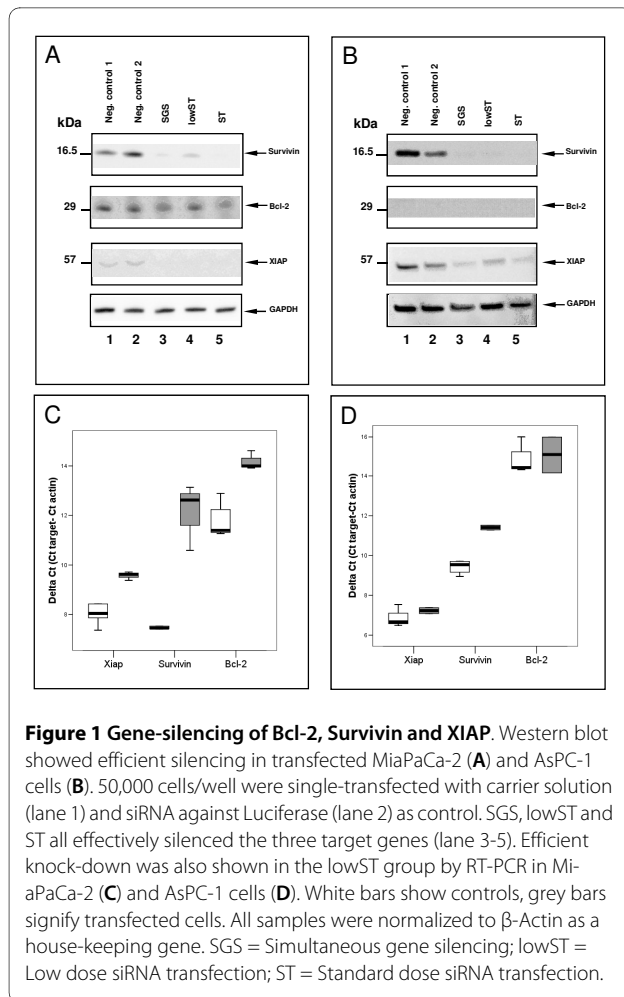 A
Neg. control 1
Neg. control 2
SGS
lowST
ST
kDa
16.5
Survivin
29
Bcl-2
57
XIAP
GAPDH
1 2 3 4 5
B
Neg. control 1
Neg. control 2
SGS
lowST
ST
kDa
16.5
Survivin
29
Bcl-2
57
XIAP
GAPDH
1 2 3 4 5
C
Delta Ct (Ct target- Ct actin)
14
12
10
8
Xiap Survivin Bcl-2
D
Delta Ct (Ct target-Ct actin)
16
14
12
10
8
6
Xiap Survivin Bcl-2
Figure 1 Gene-silencing of Bcl-2, Survivin and XIAP. Western blot
showed efficient silencing in transfected MiaPaCa-2 (A) and AsPC-1
cells (B). 50,000 cells/well were single-transfected with carrier solution
(lane 1) and siRNA against Luciferase (lane 2) as control. SGS, lowST and
ST all effectively silenced the three target genes (lane 3-5). Efficient
knock-down was also shown in the lowST group by RT-PCR in Mi-
aPaCa-2 (C) and AsPC-1 cells (D). White bars show controls, grey bars
signify transfected cells. All samples were normalized to β-Actin as a
house-keeping gene. SGS = Simultaneous gene silencing; lowST =
Low dose siRNA transfection; ST = Standard dose siRNA transfection.